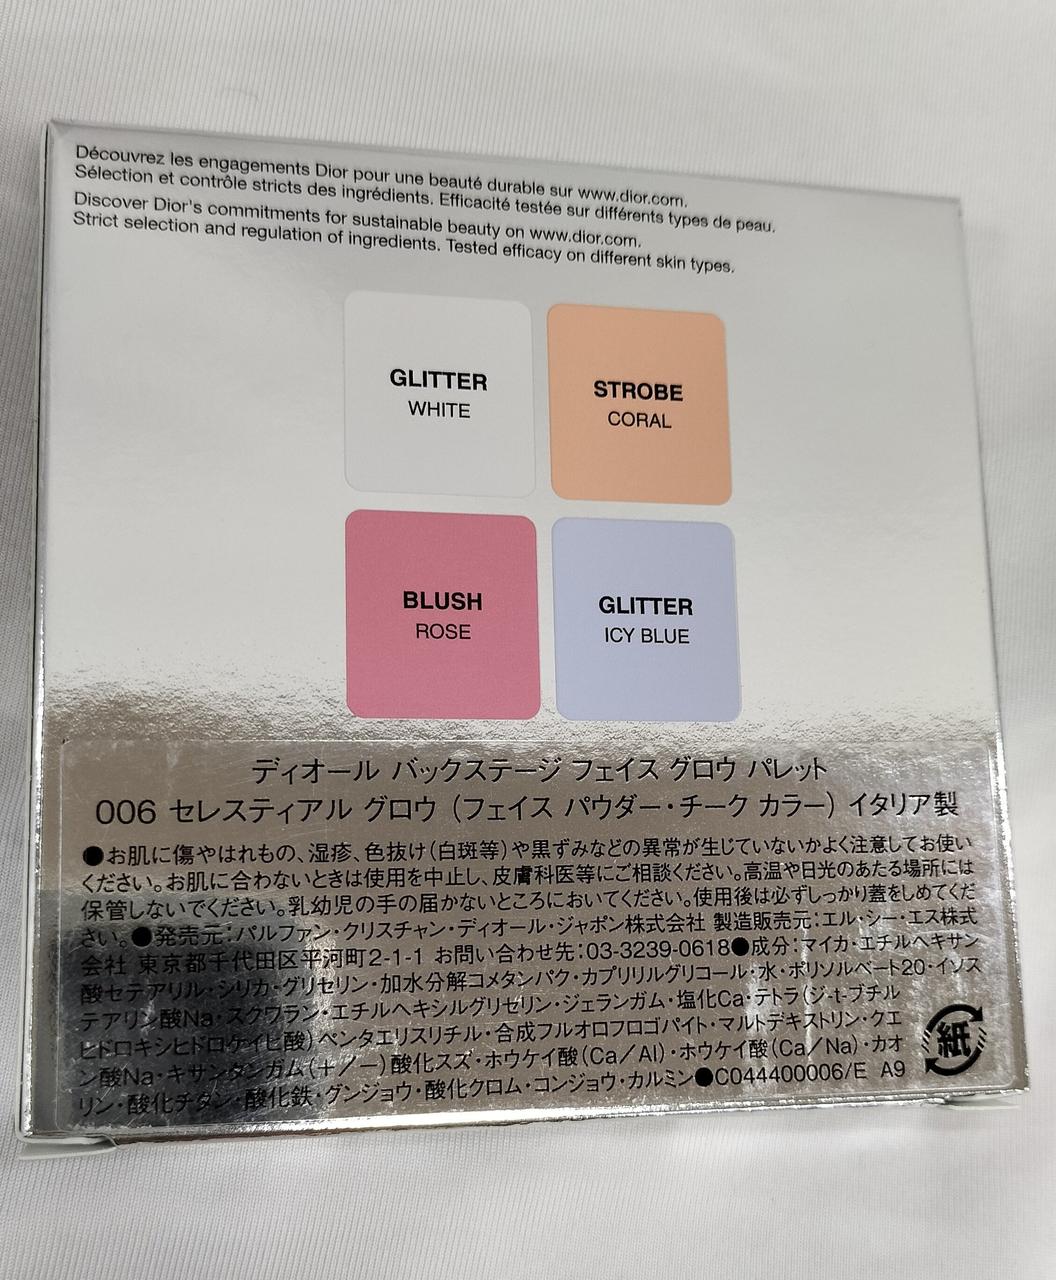 Découvrez les engagements Dior pour une beauté durable sur www.dior.com.
Sélection et contrôle stricts des ingrédients. Efficacité testée sur différents types de peau.
Discover Dior's commitments for sustainable beauty on www.dior.com.
Strict selection and regulation of ingredients. Tested efficacy on different skin types.
GLITTER
WHITE
STROBE
CORAL
BLUSH
ROSE
GLITTER
ICY BLUE
ディオール バックステージ フェイス グロウ パレット
006 セレスティアル グロウ (フェイス パウダー・チーク カラー) イタリア製
●お肌に傷やはれもの、湿疹、色抜け(白斑等)や黒ずみなどの異常が生じていないかよく注意してお使い
ください。お肌に合わないときは使用を中止し、皮膚科医等にご相談ください。高温や日光のあたる場所には
保管しないでください。乳幼児の手の届かないところにおいてください。使用後は必ずしっかり蓋をしめてくだ
さい。●発売元:パルファン・クリスチャン・ディオール・ジャポン株式会社 製造販売元:エル・シー・エス株式
会社 東京都千代田区平河町2-1-1 お問い合わせ先:03-3239-0618●成分:マイカ・エチルヘキサン
酸セテアリル・シリカ・グリセリン・加水分解コメタンパク・カプリリルグリコール・水・ポリソルベート20・イソス
テアリン酸Na・スクワラン・エチルヘキシルグリセリン・ジェランガム・塩化Ca・テトラ(ジ-t-ブチル
ヒドロキシヒドロケイヒ酸)ペンタエリスリチル・合成フルオロフロゴパイト・マルトデキストリン・クエ
ン酸Na・キサンタンガム(+/-)酸化スズ・ホウケイ酸(Ca/Al)・ホウケイ酸(Ca/Na)・カオ
リン・酸化チタン・酸化鉄・グンジョウ・酸化クロム・コンジョウ・カルミン●C044400006/E A9
紙